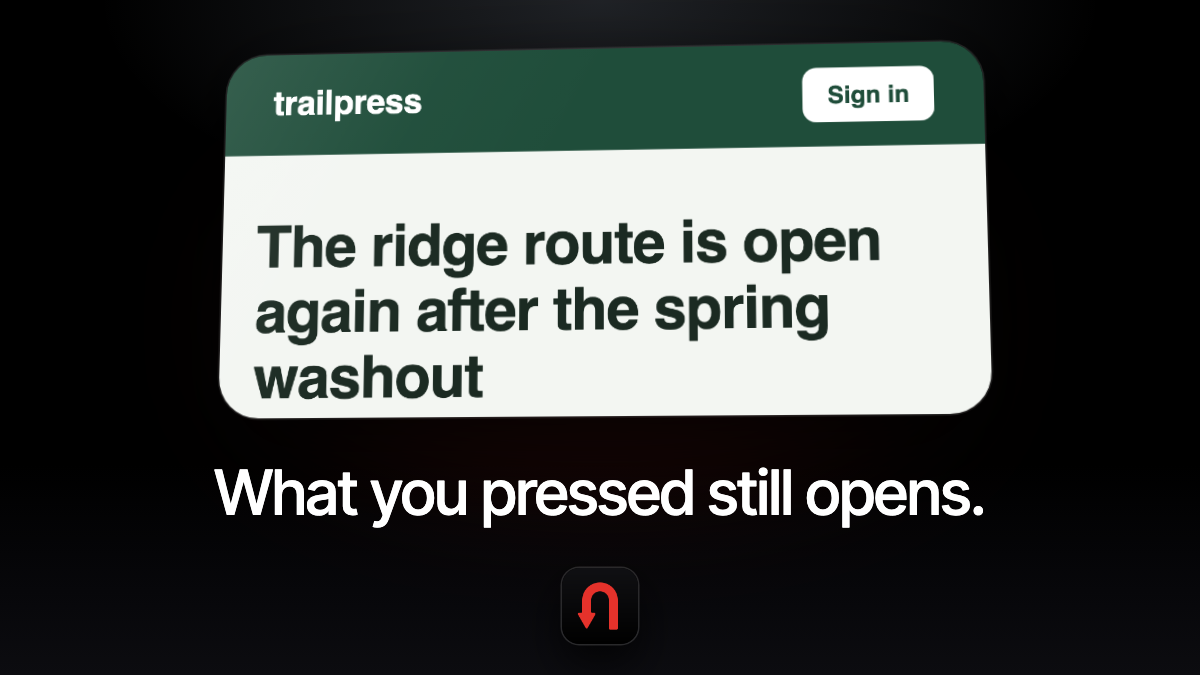 trailpress
Sign in
The ridge route is open
again after the spring
washout
What you pressed still opens.